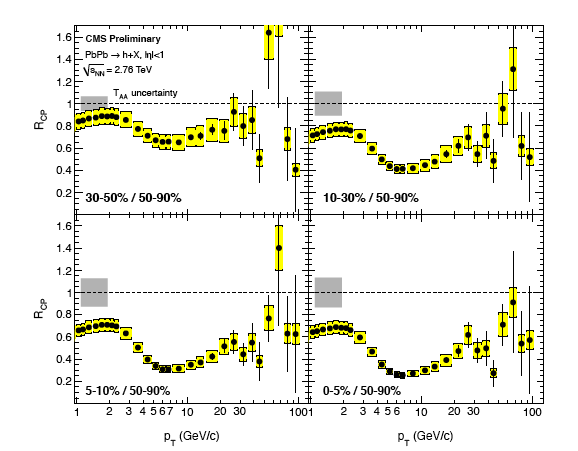 CMS Preliminary
PbPb → h+X, |η|<1
√sNN = 2.76 TeV
TAA uncertainty
RCP
1.6
1.4
1.2
1
0.8
0.6
0.4
0.2
30-50% / 50-90%
10-30% / 50-90%
RCP
1.6
1.4
1.2
1
0.8
0.6
0.4
0.2
5-10% / 50-90%
0-5% / 50-90%
1 2 3 4 5 6 7 10 20 30 100 1 2 3 4 5 6 10 20 30 100
pT (GeV/c) pT (GeV/c)